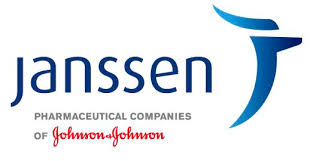 janssen
PHARMACEUTICAL COMPANIES
OF Johnson & Johnson